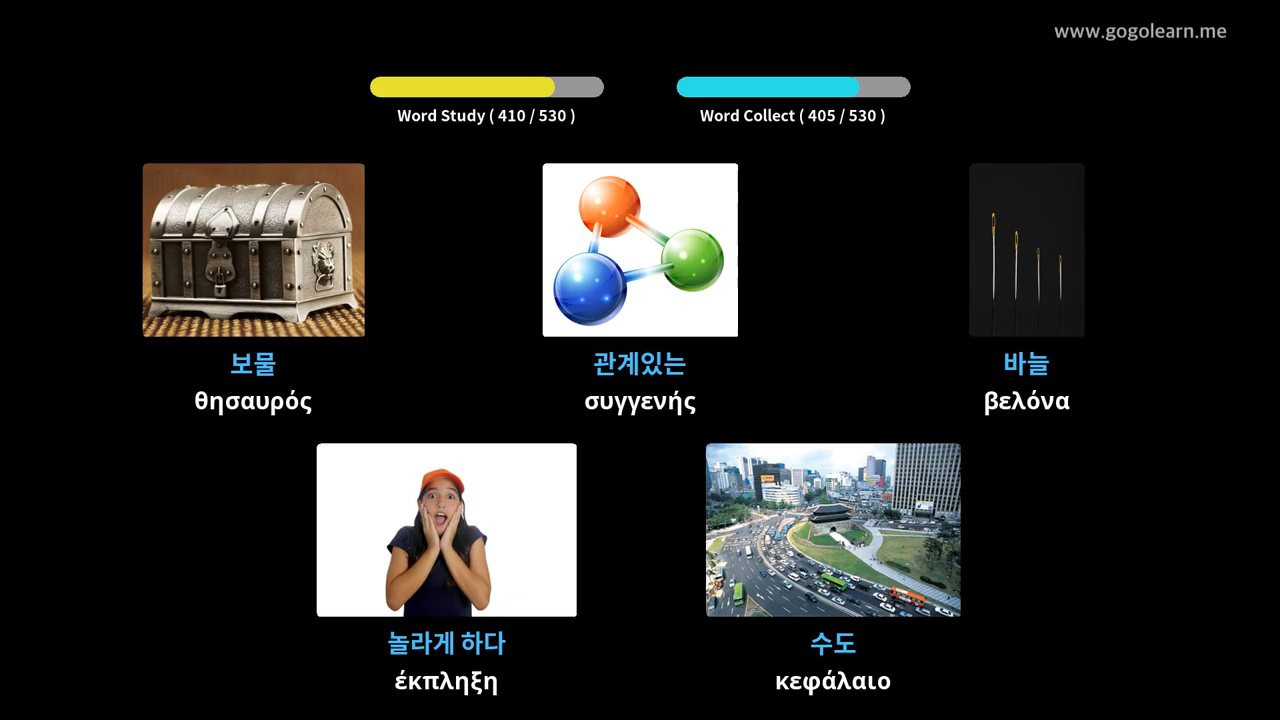 www.gogolearn.me
Word Study ( 410 / 530 )
Word Collect ( 405 / 530 )
보물
θησαυρός
관계있는
συγγενής
바늘
βελόνα
놀라게 하다
έκπληξη
수도
κεφάλαιο